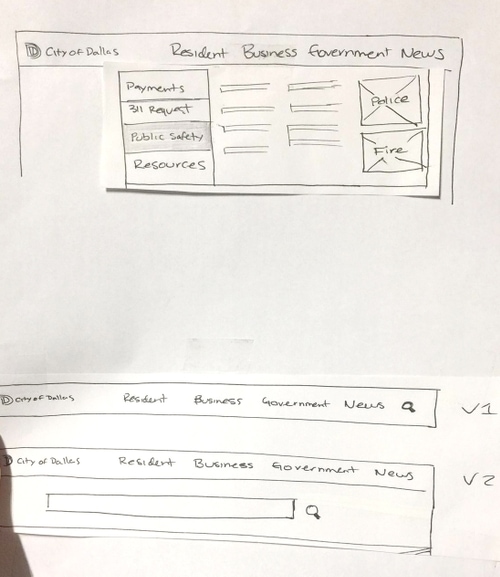 D City of Dallas Resident Business Government News
Payments
311 Request
Public Safety
Resources
Police
Fire
D City of Dallas Resident Business Government News
V1
D City of Dallas Resident Business Government News
V2